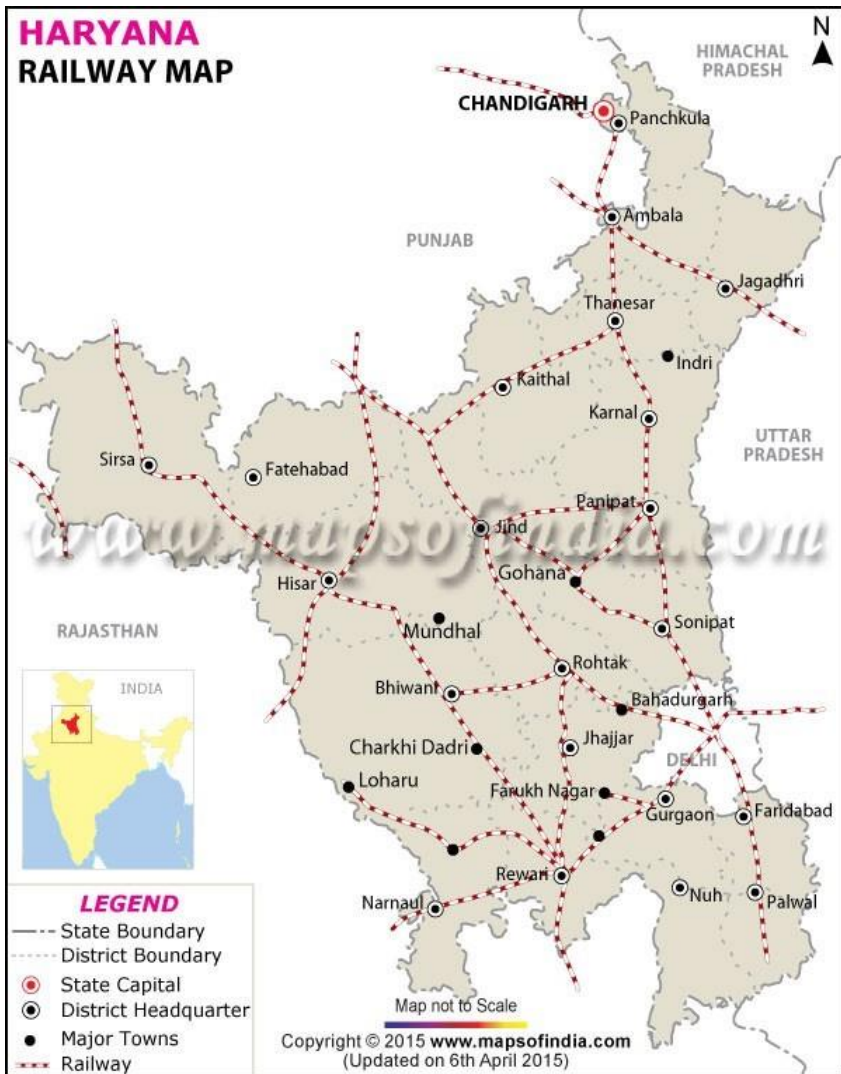 HARYANA
RAILWAY MAP
N
HIMACHAL
PRADESH
CHANDIGARH
Panchkula
Ambala
PUNJAB
Jagadhri
Thanesar
Indri
Kaithal
Karnal
UTTAR
PRADESH
Sirsa
Fatehabad
Panipat
www.mapsofindia.com
Jind
Gohana
Hisar
Mundhal
Sonipat
RAJASTHAN
Rohtak
INDIA
Bhiwani
Bahadurgarh
Jhajjar
Charkhi Dadri
DELHI
Loharu
Farukh Nagar
Gurgaon
Faridabad
Rewari
Nuh
Palwal
Narnaul
LEGEND
State Boundary
District Boundary
State Capital
District Headquarter
Major Towns
Railway
Map not to Scale
Copyright © 2015 www.mapsofindia.com
(Updated on 6th April 2015)